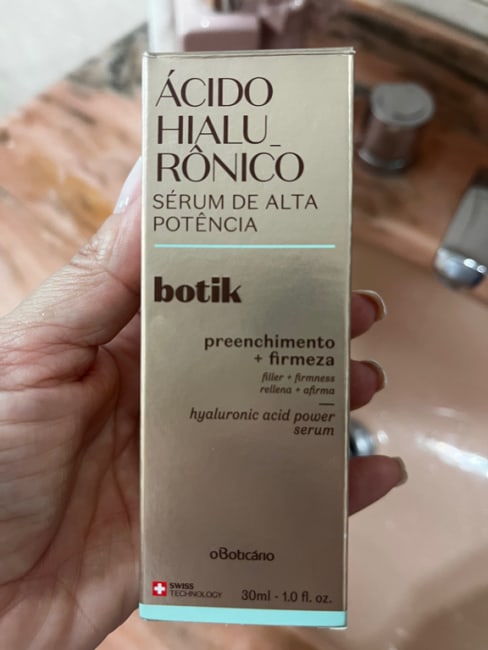 ÁCIDO
HIALU_
RÔNICO
SÉRUM DE ALTA
POTÊNCIA
botik
preenchimento
+ firmeza
filler + firmness
rellena + afirma
hyaluronic acid power
serum
oBoticário
SWISS
TECHNOLOGY
30ml - 1.0 fl. oz.